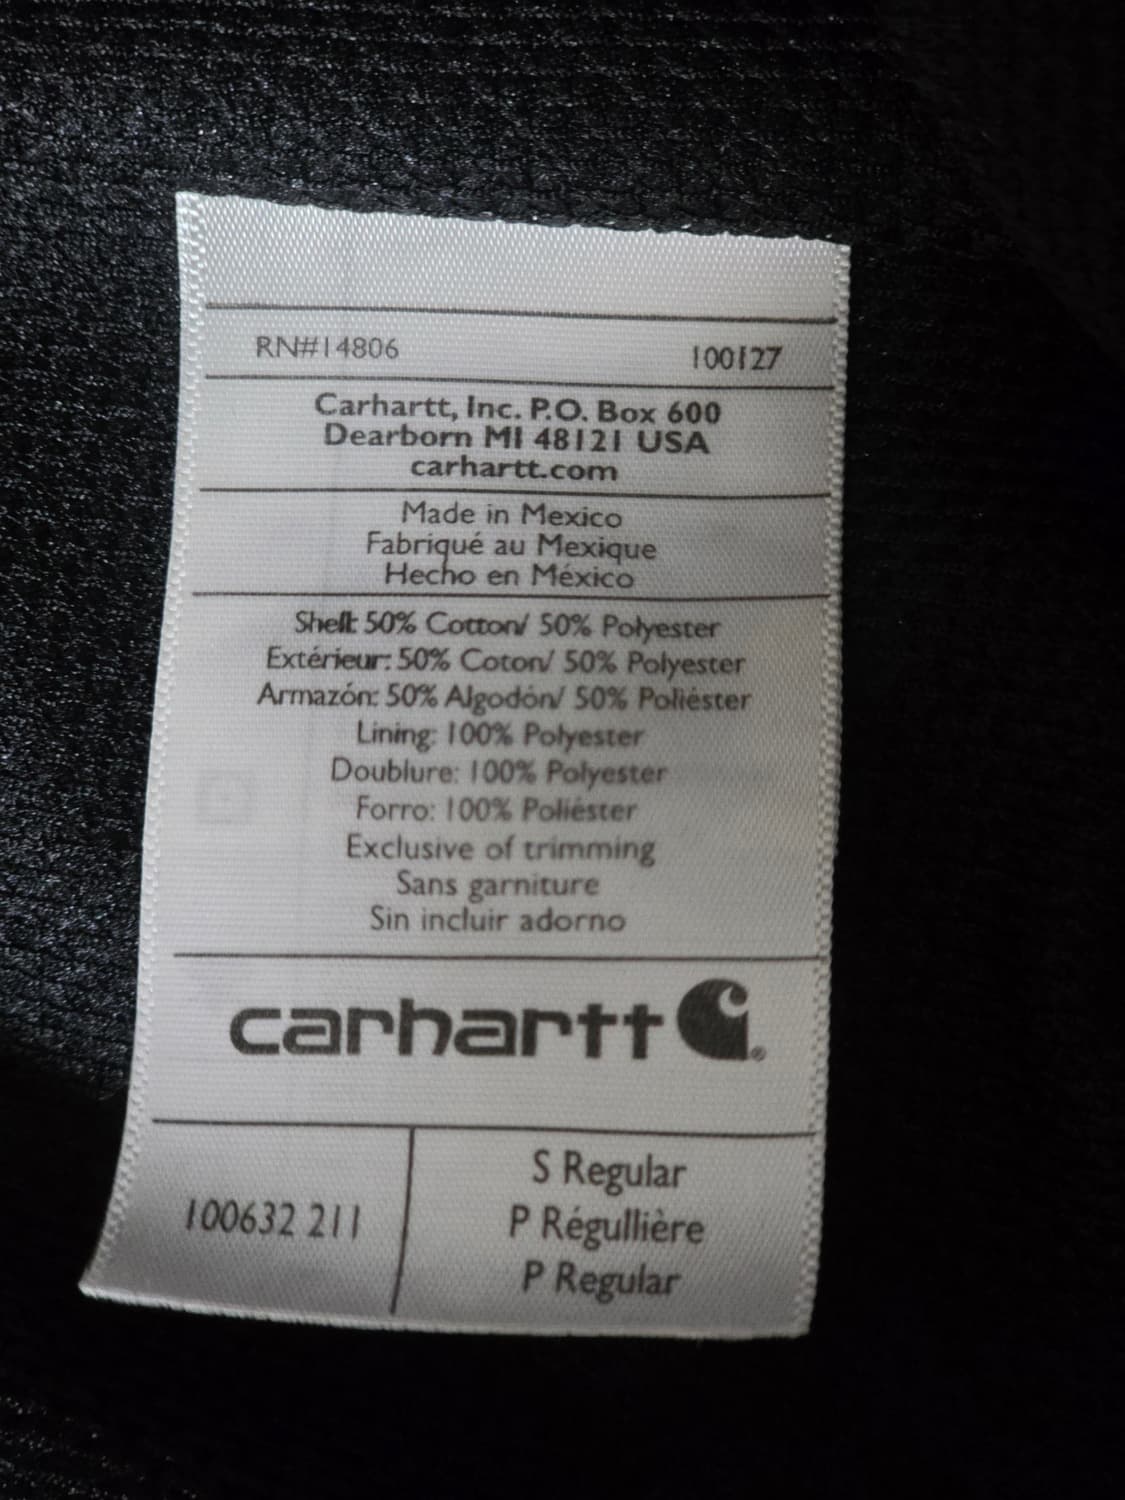 RN#14806 100127
Carhartt, Inc. P.O. Box 600
Dearborn MI 48121 USA
carhartt.com
Made in Mexico
Fabriqué au Mexique
Hecho en México
Shell: 50% Cotton/ 50% Polyester
Extérieur: 50% Coton/ 50% Polyester
Armazón: 50% Algodón/ 50% Poliéster
Lining: 100% Polyester
Doublure: 100% Polyester
Forro: 100% Poliéster
Exclusive of trimming
Sans garniture
Sin incluir adorno
carhartt®
100632 211
S Regular
P Régullière
P Regular